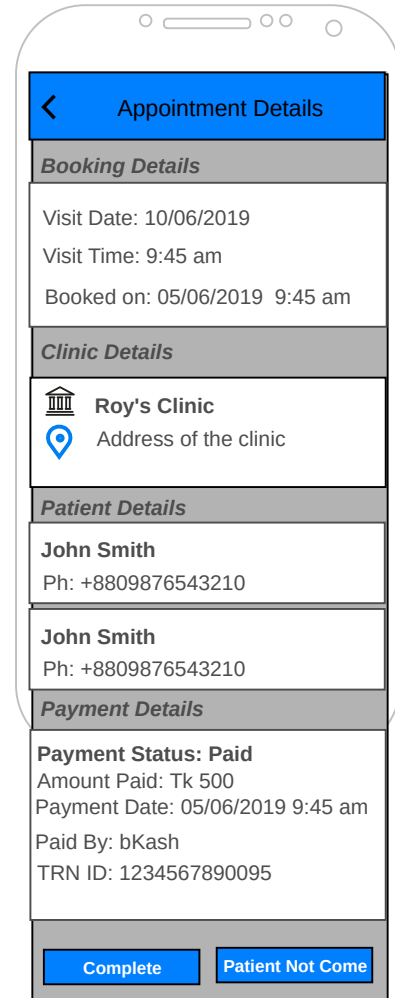 Appointment Details
Booking Details
Visit Date: 10/06/2019
Visit Time: 9:45 am
Booked on: 05/06/2019  9:45 am
Clinic Details
Roy's Clinic
Address of the clinic
Patient Details
John Smith
Ph: +8809876543210
John Smith
Ph: +8809876543210
Payment Details
Payment Status: Paid
Amount Paid: Tk 500
Payment Date: 05/06/2019 9:45 am
Paid By: bKash
TRN ID: 1234567890095
Complete
Patient Not Come